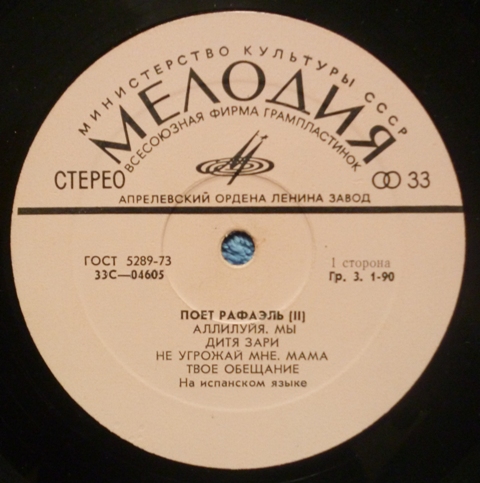 МИНИСТЕРСТВО КУЛЬТУРЫ СССР
МЕЛОДИЯ
ВСЕСОЮЗНАЯ ФИРМА ГРАМПЛАСТИНОК
СТЕРЕО
33
АПРЕЛЕВСКИЙ ОРДЕНА ЛЕНИНА ЗАВОД
ГОСТ 5289-73
33С—04605
1 сторона
Гр. 3. 1-90
ПОЕТ РАФАЭЛЬ (II)
АЛЛИЛУЙЯ. МЫ
ДИТЯ ЗАРИ
НЕ УГРОЖАЙ МНЕ. МАМА
ТВОЕ ОБЕЩАНИЕ
На испанском языке